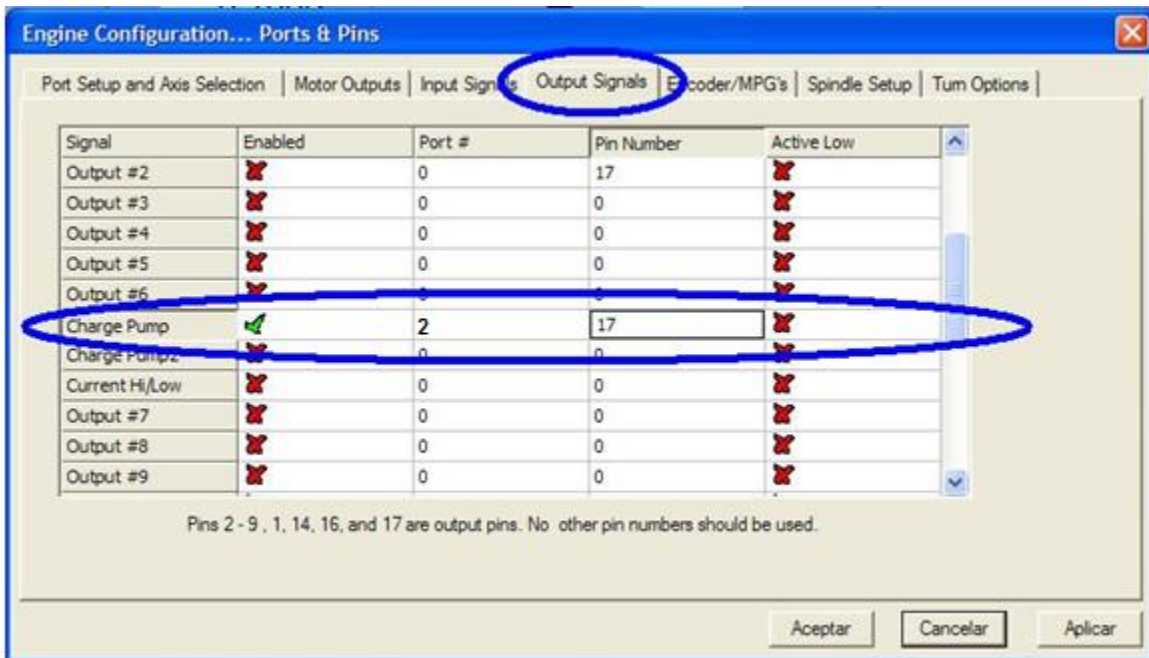 Engine Configuration... Ports & Pins
Port Setup and Axis Selection Motor Outputs Input Signals Output Signals Encoder/MPG's Spindle Setup Turn Options
Signal Enabled Port # Pin Number Active Low
Output #2 0 17
Output #3 0 0
Output #4 0 0
Output #5 0 0
Output #6 0 0
Charge Pump 2 17
Charge Pump2 0 0
Current Hi/Low 0 0
Output #7 0 0
Output #8 0 0
Output #9 0 0
Pins 2 - 9 , 1, 14, 16, and 17 are output pins. No other pin numbers should be used.
Aceptar Cancelar Aplicar